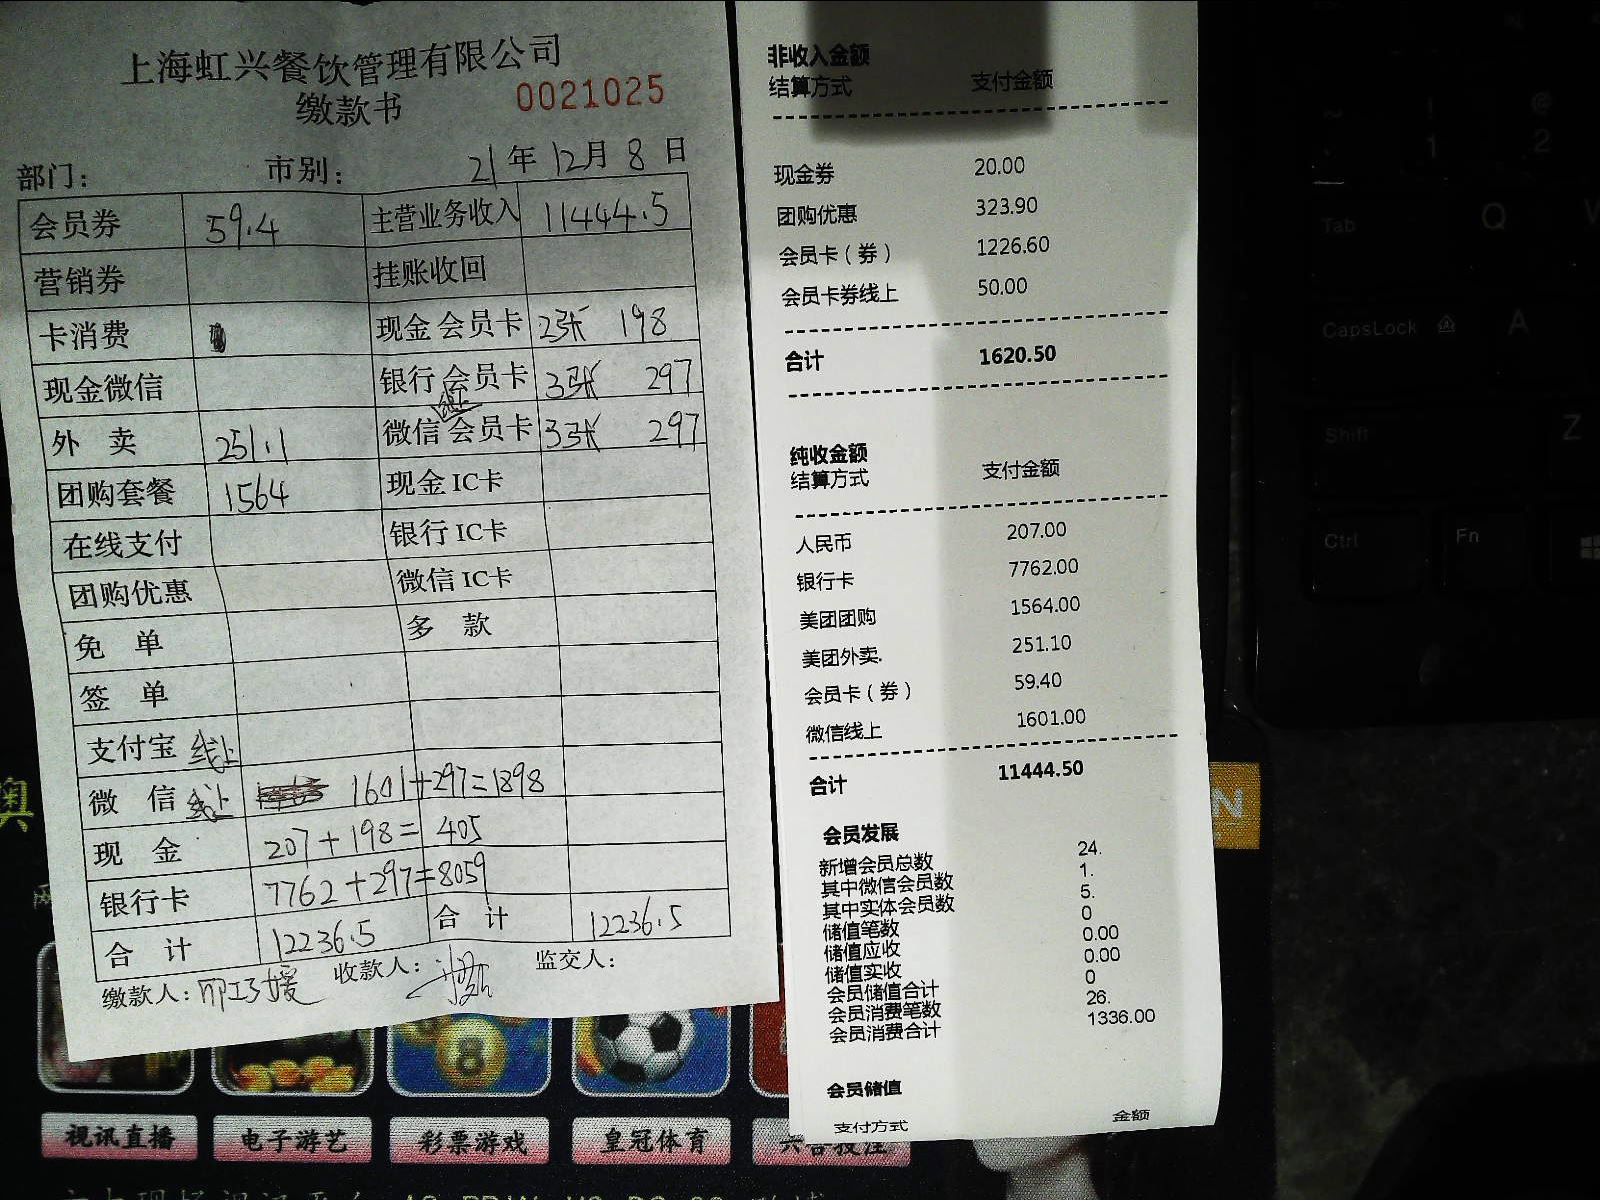 上海虹兴餐饮管理有限公司
缴款书 0021025
部门： 市别： 21年12月8日
会员券 59.4 主营业务收入 11444.5
营销券 挂账收回
卡消费 现金会员卡 2张 198
现金微信 银行会员卡 3张 297
外 卖 251.1 微信会员卡 3张 297
团购套餐 1564 现金IC卡
在线支付 银行IC卡
团购优惠 微信IC卡
免 单 多 款
签 单
支付宝 线上
微 信 线上 1601+297=1898
现 金 207+198=405
银行卡 7762+297=8059
合 计 12236.5 合 计 12236.5
缴款人： 收款人： 监交人：
非收入金额
结算方式 支付金额
现金券 20.00
团购优惠 323.90
会员卡（券） 1226.60
会员卡券线上 50.00
合计 1620.50
纯收金额
结算方式 支付金额
人民币 207.00
银行卡 7762.00
美团团购 1564.00
美团外卖. 251.10
会员卡（券） 59.40
微信线上 1601.00
合计 11444.50
会员发展
新增会员总数 24.
其中微信会员数 1.
其中实体会员数 5.
储值笔数 0
储值应收 0.00
储值实收 0.00
会员储值合计 0
会员消费笔数 26.
会员消费合计 1336.00
会员储值
支付方式 金额
視讯直播 电子游艺 彩票游戏 皇冠体育
Tab Q
CapsLock A
Shift Z
Ctrl Fn
! 1 @ 2
奥
N
8